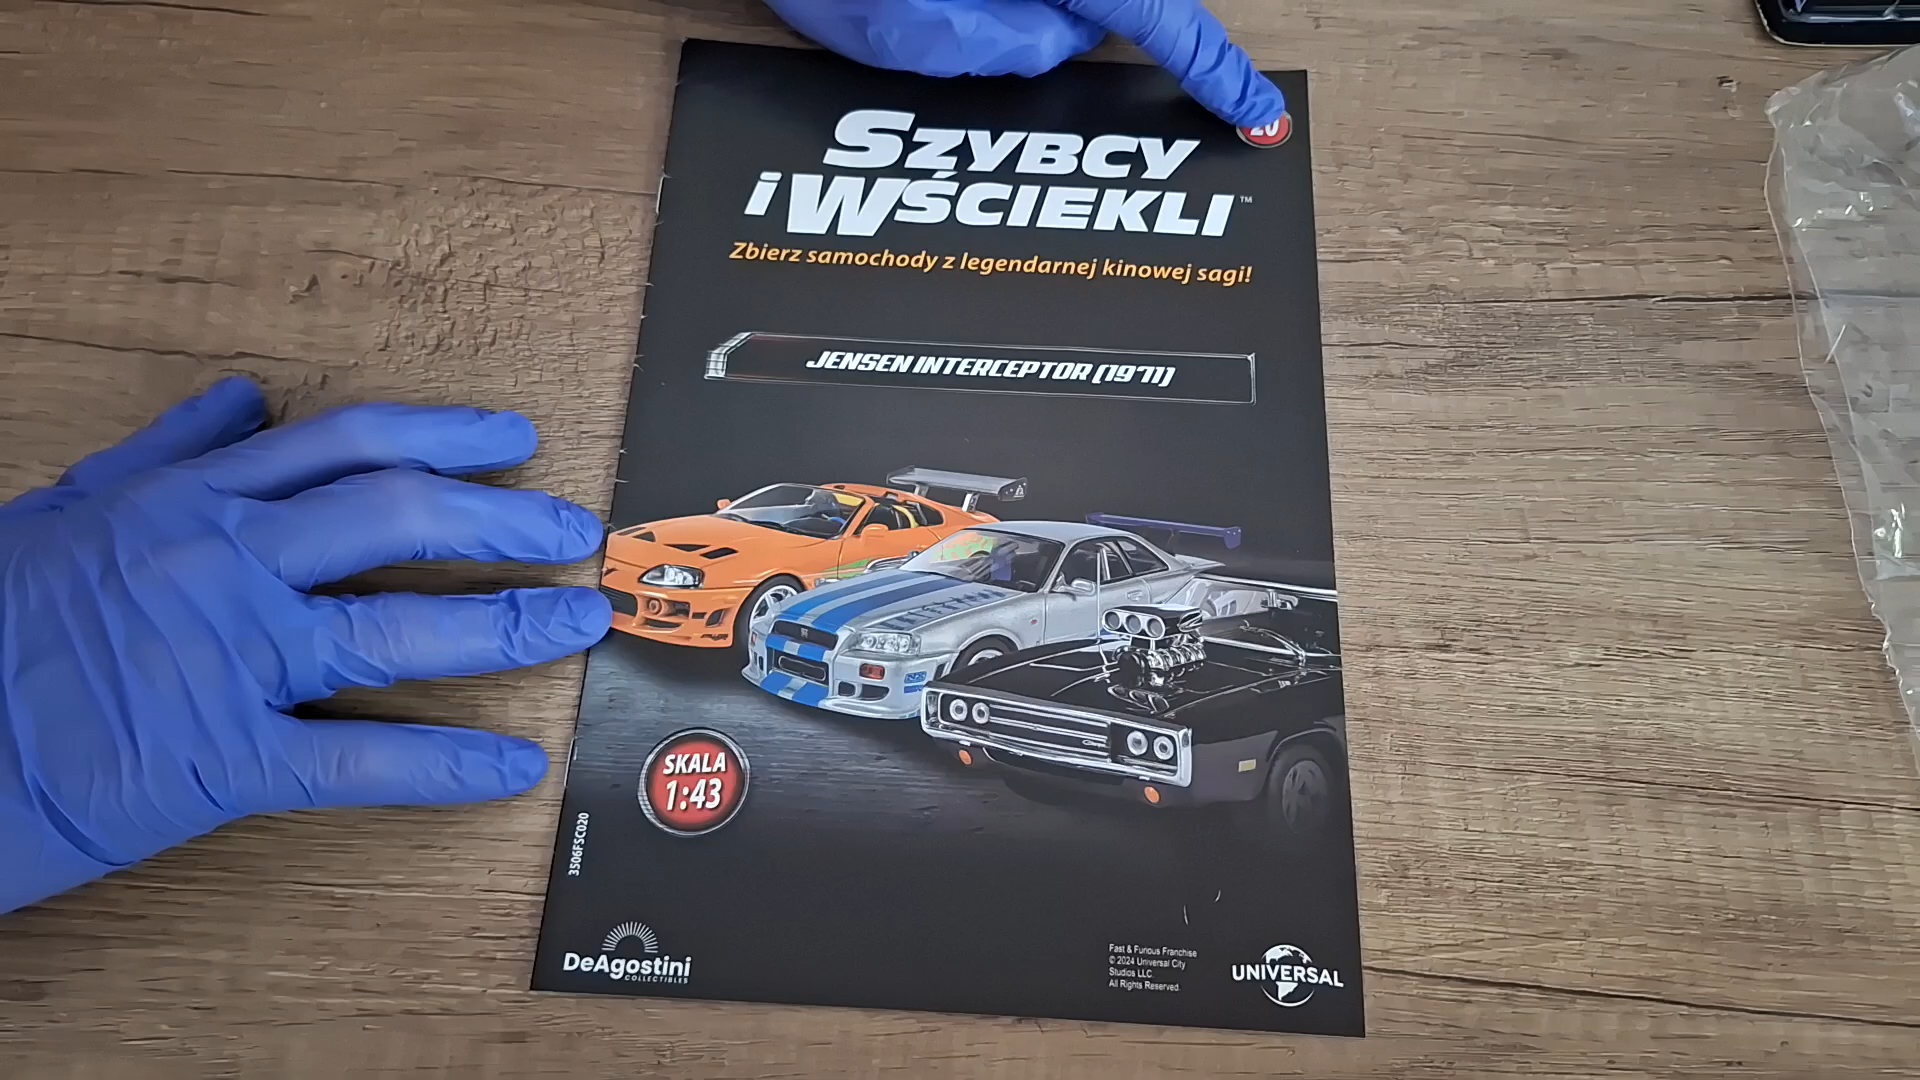 20
SZYBCY
i WŚCIEKLI™
Zbierz samochody z legendarnej kinowej sagi!
JENSEN INTERCEPTOR (1971)
SKALA
1:43
3506FSC020
DeAgostini
COLLECTIBLES
Fast & Furious Franchise
© 2024 Universal City
Studios LLC.
All Rights Reserved.
UNIVERSAL